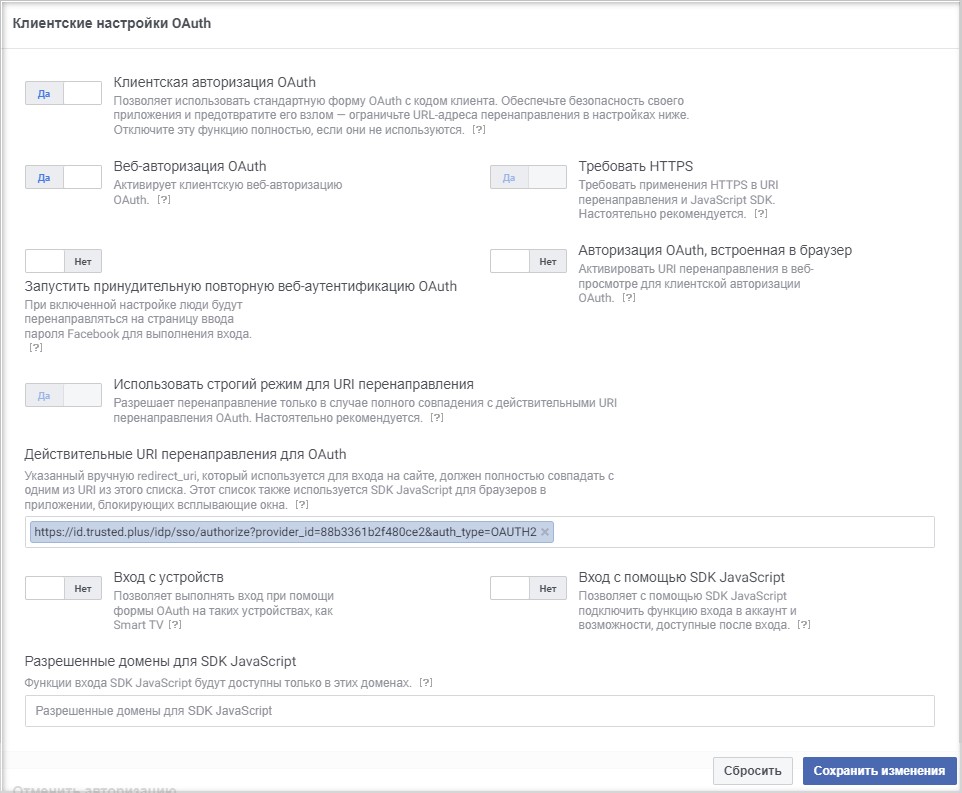 Клиентские настройки OAuth
Да
Клиентская авторизация OAuth
Позволяет использовать стандартную форму OAuth с кодом клиента. Обеспечьте безопасность своего
приложения и предотвратите его взлом — ограничьте URL-адреса перенаправления в настройках ниже.
Отключите эту функцию полностью, если они не используются. [?]
Да
Веб-авторизация OAuth
Активирует клиентскую веб-авторизацию
OAuth. [?]
Да
Требовать HTTPS
Требовать применения HTTPS в URI
перенаправления и JavaScript SDK.
Настоятельно рекомендуется. [?]
Нет
Запустить принудительную повторную веб-аутентификацию OAuth
При включенной настройке люди будут
перенаправляться на страницу ввода
пароля Facebook для выполнения входа.
[?]
Нет
Авторизация OAuth, встроенная в браузер
Активировать URI перенаправления в веб-
просмотре для клиентской авторизации
OAuth. [?]
Да
Использовать строгий режим для URI перенаправления
Разрешает перенаправление только в случае полного совпадения с действительными URI
перенаправления OAuth. Настоятельно рекомендуется. [?]
Действительные URI перенаправления для OAuth
Указанный вручную redirect_uri, который используется для входа на сайте, должен полностью совпадать с
одним из URI из этого списка. Этот список также используется SDK JavaScript для браузеров в
приложении, блокирующих всплывающие окна. [?]
https://id.trusted.plus/idp/sso/authorize?provider_id=88b3361b2f480ce2&auth_type=OAUTH2 ×
Нет
Вход с устройств
Позволяет выполнять вход при помощи
формы OAuth на таких устройствах, как
Smart TV [?]
Нет
Вход с помощью SDK JavaScript
Позволяет с помощью SDK JavaScript
подключить функцию входа в аккаунт и
возможности, доступные после входа. [?]
Разрешенные домены для SDK JavaScript
Функции входа SDK JavaScript будут доступны только в этих доменах. [?]
Разрешенные домены для SDK JavaScript
Сбросить
Сохранить изменения
Отменить авторизацию